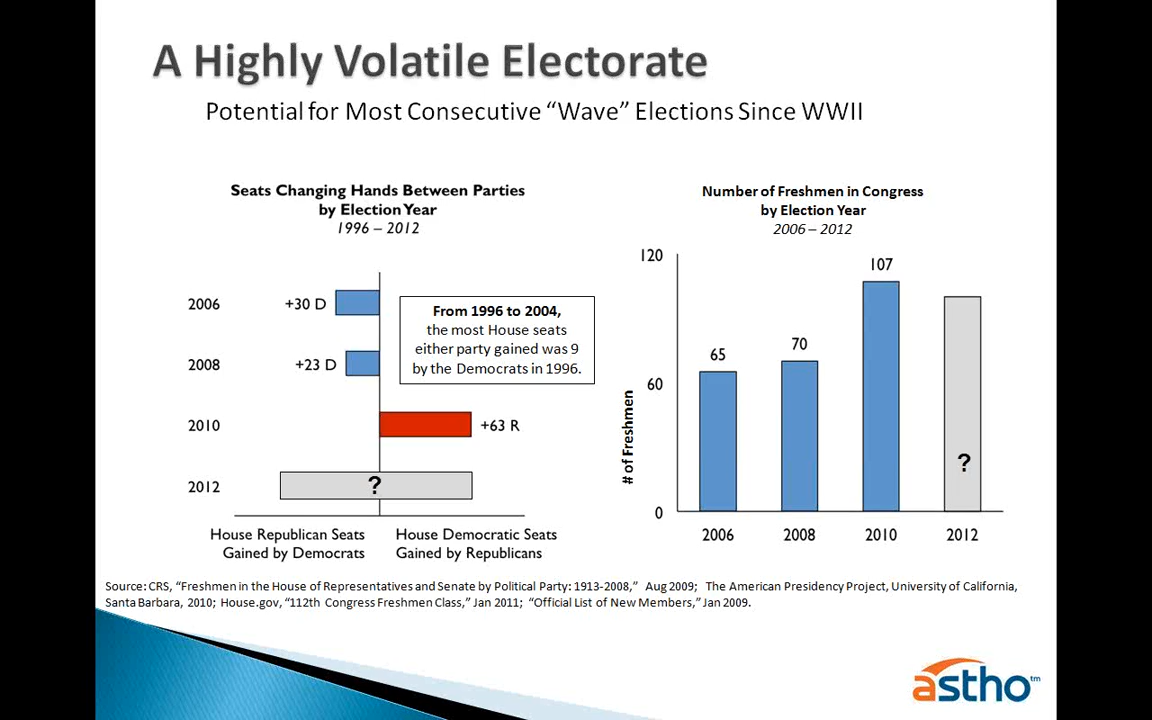 A Highly Volatile Electorate
Potential for Most Consecutive “Wave” Elections Since WWII
Seats Changing Hands Between Parties
by Election Year
1996 – 2012
2006
+30 D
2008
+23 D
2010
+63 R
2012
?
From 1996 to 2004,
the most House seats
either party gained was 9
by the Democrats in 1996.
House Republican Seats
Gained by Democrats
House Democratic Seats
Gained by Republicans
Number of Freshmen in Congress
by Election Year
2006 – 2012
# of Freshmen
120
60
0
65
70
107
?
2006
2008
2010
2012
Source: CRS, “Freshmen in the House of Representatives and Senate by Political Party: 1913-2008,” Aug 2009; The American Presidency Project, University of California,
Santa Barbara, 2010; House.gov, “112th Congress Freshmen Class,” Jan 2011; “Official List of New Members,” Jan 2009.
astho™